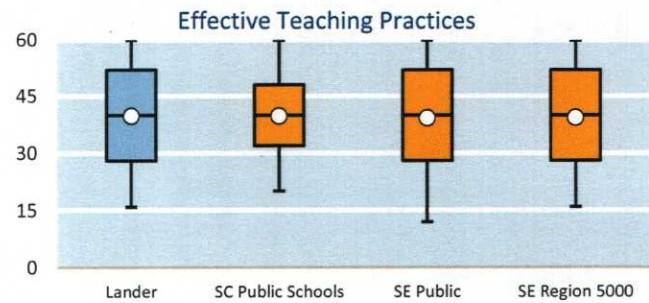 Effective Teaching Practices
60
45
30
15
0
Lander SC Public Schools SE Public SE Region 5000